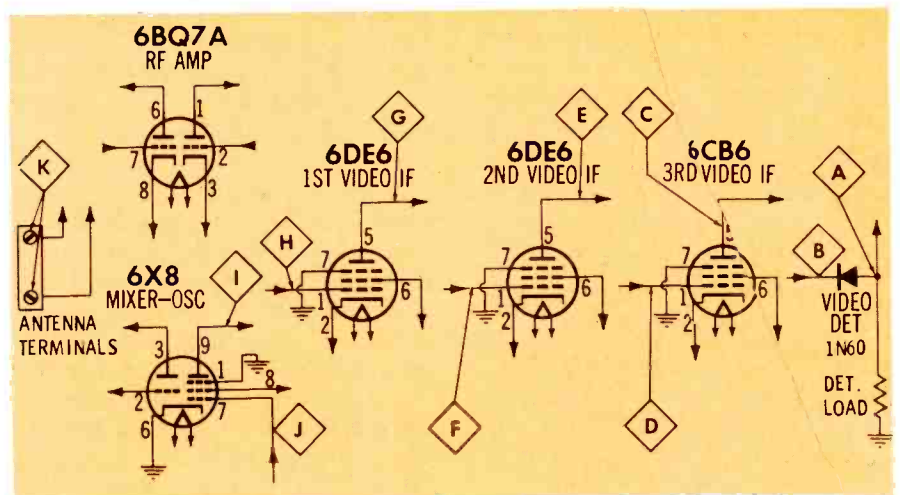 6BQ7A
RF AMP
6 1
7 2
8 3
K
ANTENNA
TERMINALS
6X8
MIXER-OSC
I
3 9
1
8
2 7
6
J
G
6DE6
1ST VIDEO IF
H
5
7
1 6
2
E
6DE6
2ND VIDEO IF
5
7
1 6
2
F
C
6CB6
3RD VIDEO IF
7
1 6
2
D
A
B
VIDEO
DET
1N60
DET.
LOAD